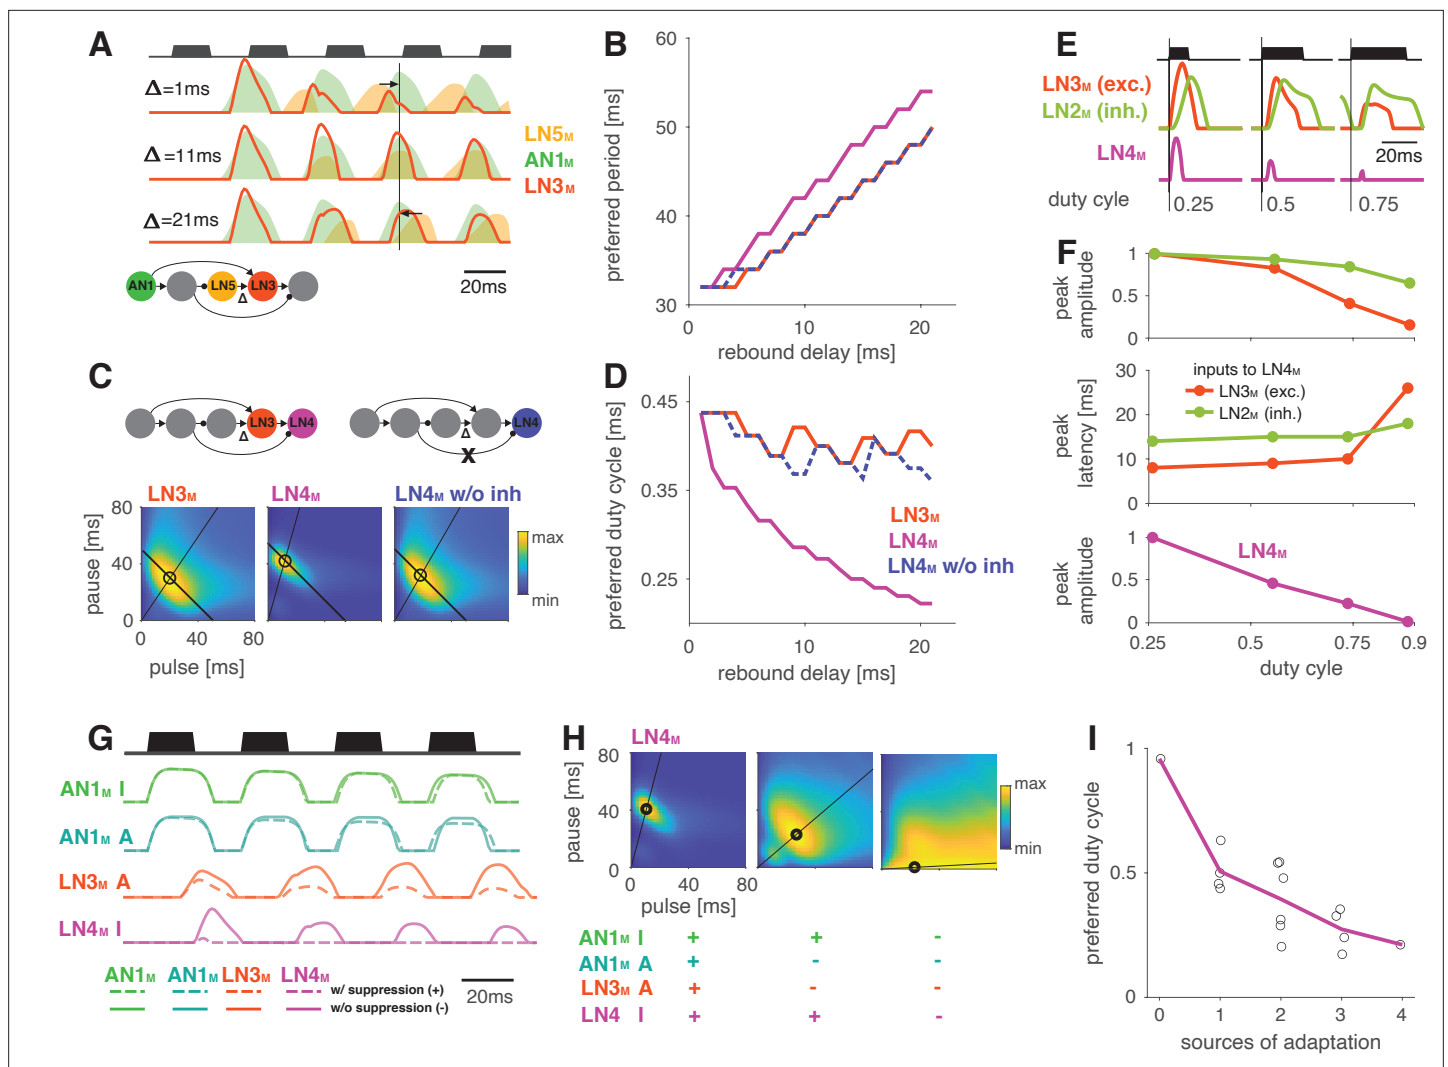 A
Δ=1ms
Δ=11ms
Δ=21ms
LN5M
AN1M
LN3M
AN1
LN5
LN3
Δ
20ms
B
preferred period [ms]
60
50
40
30
0
10
20
rebound delay [ms]
C
LN3
LN4
Δ
LN4
Δ
X
LN3M
LN4M
LN4M w/o inh
pause [ms]
80
40
0
0
40
80
pulse [ms]
max
min
D
preferred duty cycle [ms]
0.45
0.35
0.25
0
10
20
rebound delay [ms]
LN3M
LN4M
LN4M w/o inh
E
LN3M (exc.)
LN2M (inh.)
LN4M
20ms
duty cyle
0.25
0.5
0.75
F
peak
amplitude
1
0.5
0
peak
latency [ms]
30
20
10
0
inputs to LN4M
LN3M (exc.)
LN2M (inh.)
peak
amplitude
1
0.5
0
LN4M
0.25
0.5
0.75
0.9
duty cyle
G
AN1M I
AN1M A
LN3M A
LN4M I
AN1M AN1M LN3M LN4M
w/ suppression (+)
w/o suppression (-)
20ms
H
LN4M
pause [ms]
80
40
0
0
40
80
pulse [ms]
max
min
AN1M I + + -
AN1M A + - -
LN3M A + - -
LN4 I + + -
I
preferred duty cycle
1
0.5
0
0
1
2
3
4
sources of adaptation